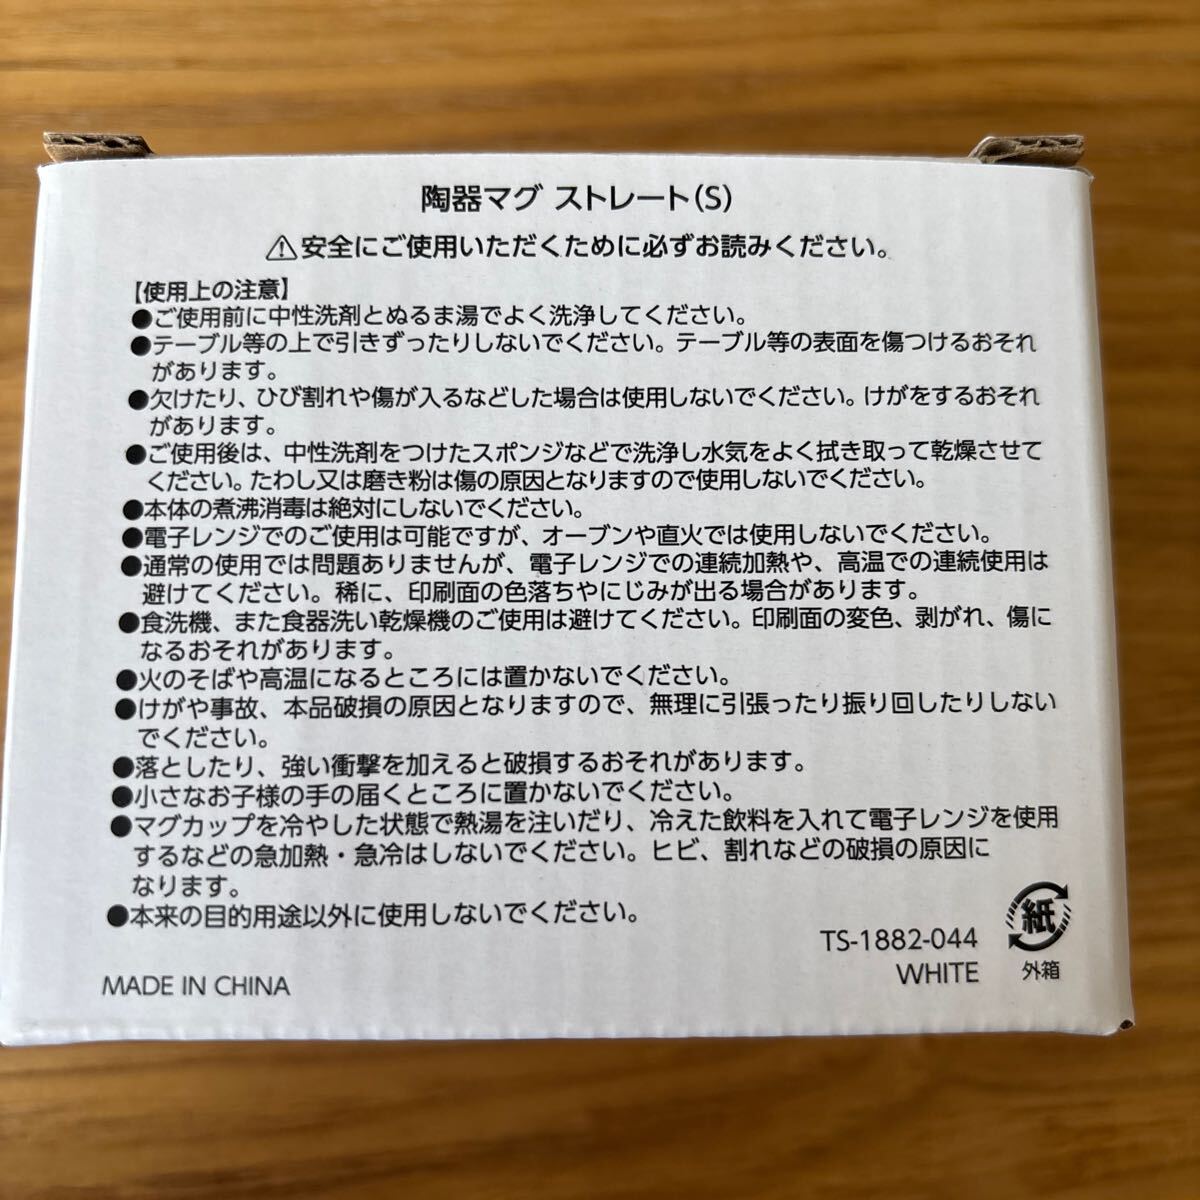 陶器マグ ストレート(S)
⚠安全にご使用いただくために必ずお読みください。
【使用上の注意】
●ご使用前に中性洗剤とぬるま湯でよく洗浄してください。
●テーブル等の上で引きずったりしないでください。テーブル等の表面を傷つけるおそれ
があります。
●欠けたり、ひび割れや傷が入るなどした場合は使用しないでください。けがをするおそれ
があります。
●ご使用後は、中性洗剤をつけたスポンジなどで洗浄し水気をよく拭き取って乾燥させて
ください。たわし又は磨き粉は傷の原因となりますので使用しないでください。
●本体の煮沸消毒は絶対にしないでください。
●電子レンジでのご使用は可能ですが、オーブンや直火では使用しないでください。
●通常の使用では問題ありませんが、電子レンジでの連続加熱や、高温での連続使用は
避けてください。稀に、印刷面の色落ちやにじみが出る場合があります。
●食洗機、また食器洗い乾燥機のご使用は避けてください。印刷面の変色、剥がれ、傷に
なるおそれがあります。
●火のそばや高温になるところには置かないでください。
●けがや事故、本品破損の原因となりますので、無理に引張ったり振り回したりしない
でください。
●落としたり、強い衝撃を加えると破損するおそれがあります。
●小さなお子様の手の届くところに置かないでください。
●マグカップを冷やした状態で熱湯を注いだり、冷えた飲料を入れて電子レンジを使用
するなどの急加熱・急冷はしないでください。ヒビ、割れなどの破損の原因に
なります。
●本来の目的用途以外に使用しないでください。
TS-1882-044
WHITE
紙
外箱
MADE IN CHINA